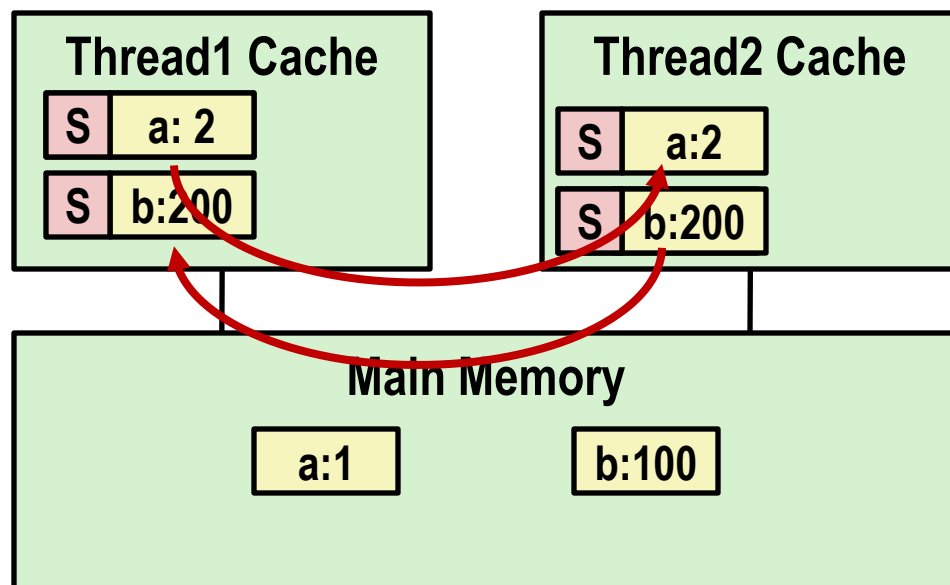 Thread1 Cache
S a: 2
S b:200
Thread2 Cache
S a:2
S b:200
Main Memory
a:1 b:100